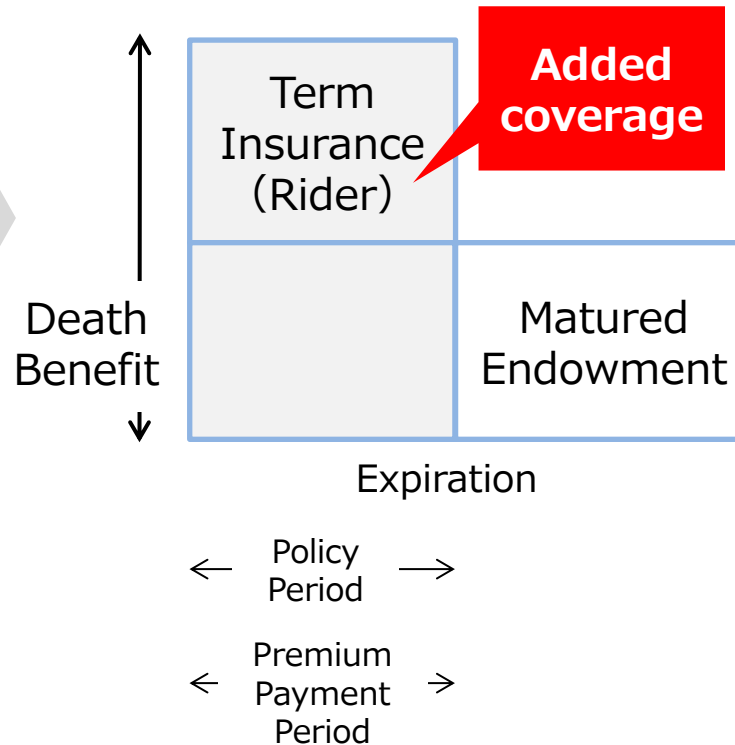 Added
coverage
Term
Insurance
（Rider）
Death
Benefit
Matured
Endowment
Expiration
Policy
Period
Premium
Payment
Period